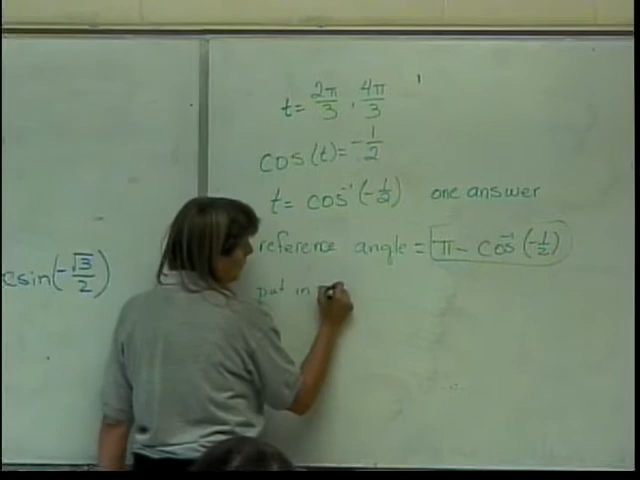 t = 2π/3, 4π/3
cos(t) = -1/2
t = cos⁻¹(-1/2) one answer
reference angle = π - cos⁻¹(-1/2)
put in
csin(-√3/2)